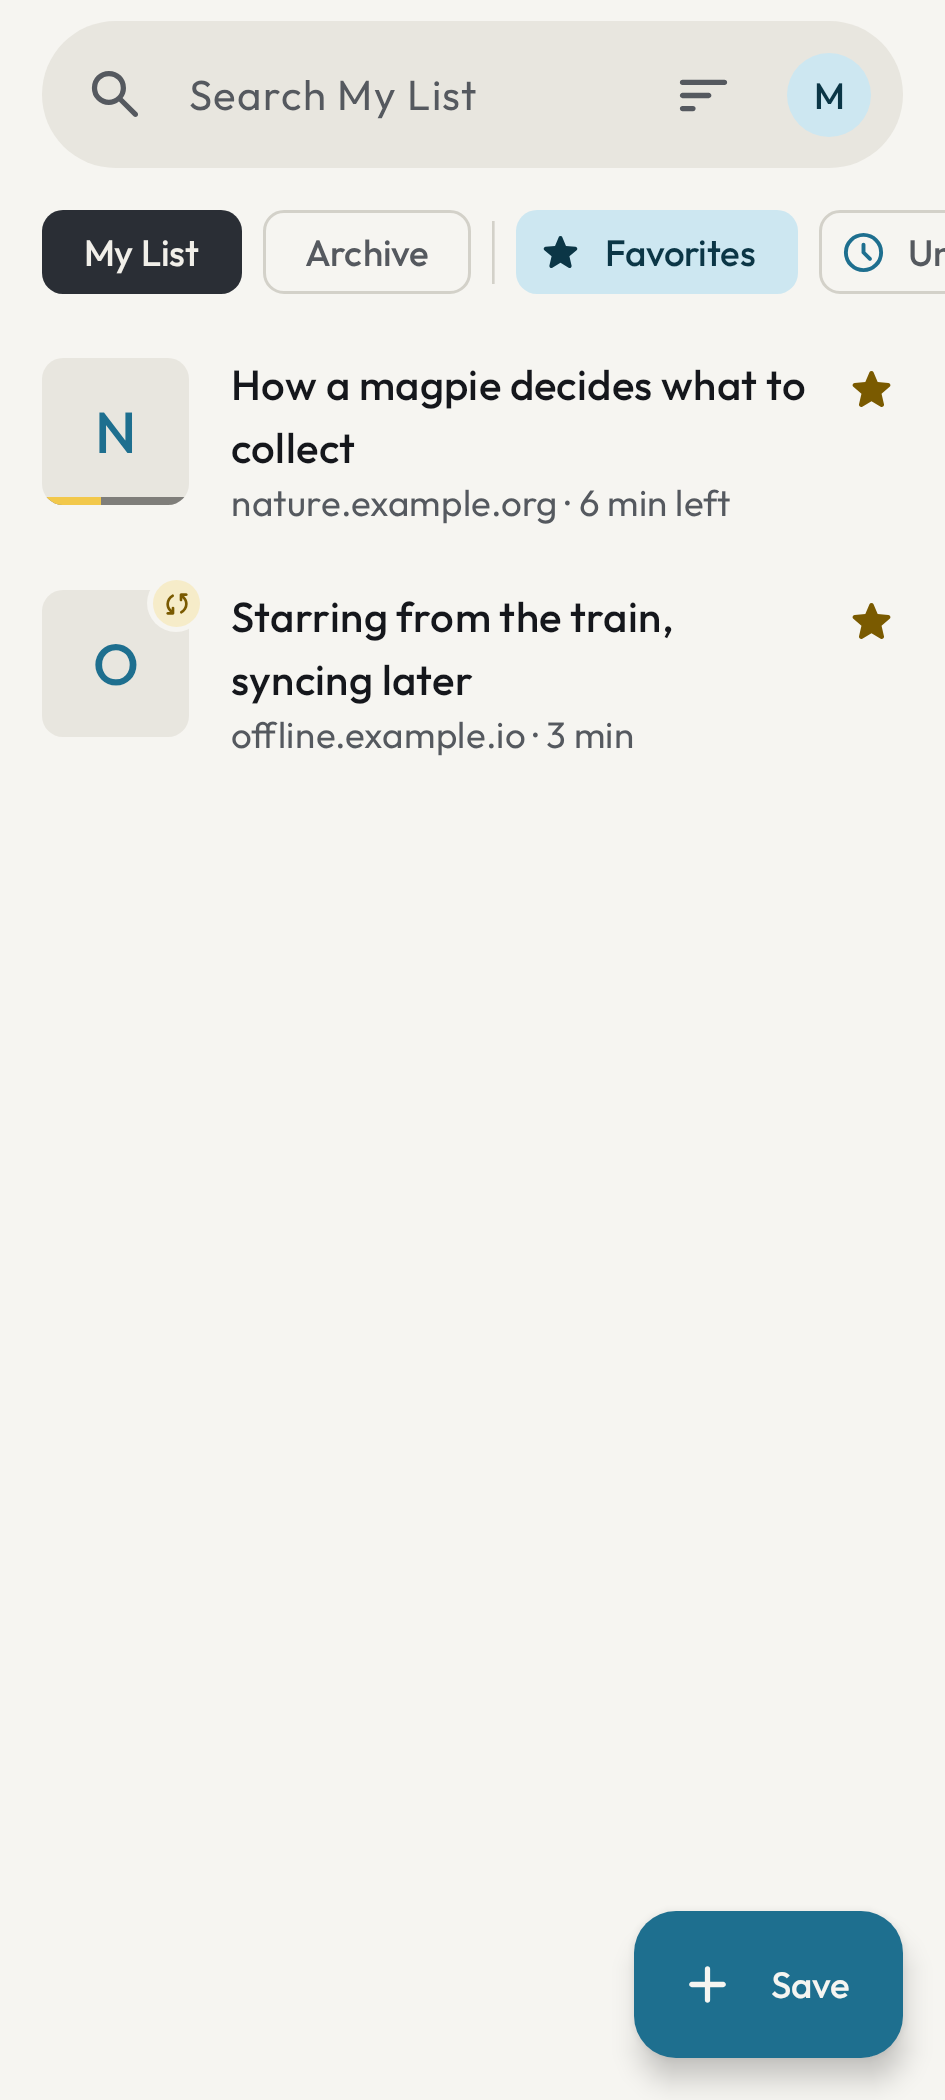 Search My List
M
My List
Archive
Favorites
Ur
N
How a magpie decides what to
collect
nature.example.org · 6 min left
O
Starring from the train,
syncing later
offline.example.io · 3 min
Save